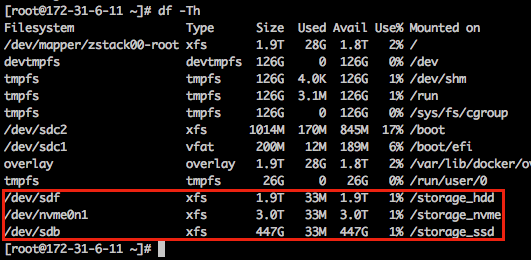 [root@172-31-6-11 ~]# df -Th
Filesystem Type Size Used Avail Use% Mounted on
/dev/mapper/zstack00-root xfs 1.9T 28G 1.8T 2% /
devtmpfs devtmpfs 126G 0 126G 0% /dev
tmpfs tmpfs 126G 4.0K 126G 1% /dev/shm
tmpfs tmpfs 126G 3.1M 126G 1% /run
tmpfs tmpfs 126G 0 126G 0% /sys/fs/cgroup
/dev/sdc2 xfs 1014M 170M 845M 17% /boot
/dev/sdc1 vfat 200M 12M 189M 6% /boot/efi
overlay overlay 1.9T 28G 1.8T 2% /var/lib/docker/ov
tmpfs tmpfs 26G 0 26G 0% /run/user/0
/dev/sdf xfs 1.9T 33M 1.9T 1% /storage_hdd
/dev/nvme0n1 xfs 3.0T 33M 3.0T 1% /storage_nvme
/dev/sdb xfs 447G 33M 447G 1% /storage_ssd
[root@172-31-6-11 ~]#